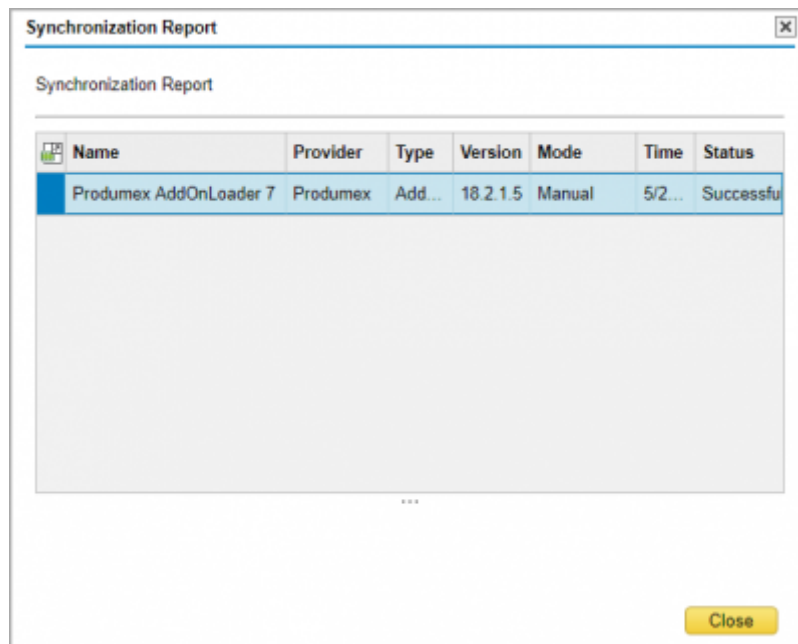 Synchronization Report
Synchronization Report
Name Provider Type Version Mode Time Status
Produmex AddOnLoader 7 Produmex Add... 18.2.1.5 Manual 5/2... Successfu
Close